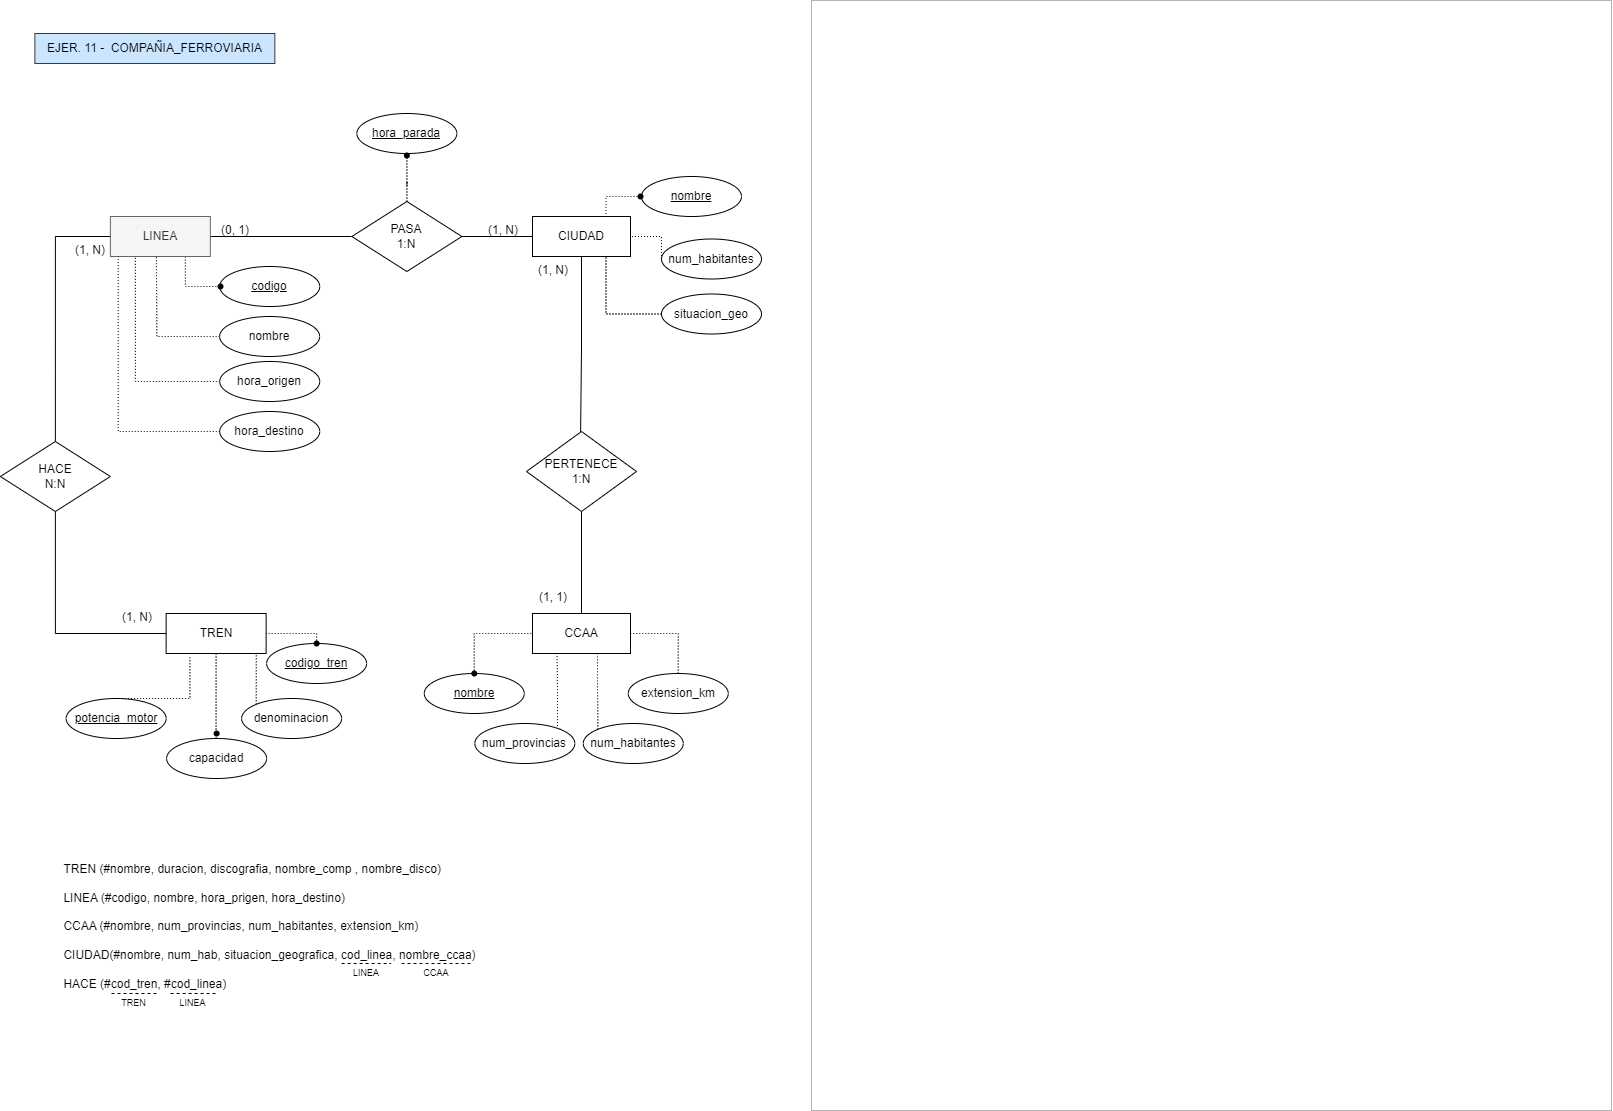 EJER. 11 - COMPAÑIA_FERROVIARIA
hora_parada
nombre
LINEA
(0, 1)
PASA
1:N
(1, N)
CIUDAD
(1, N)
num_habitantes
(1, N)
codigo
situacion_geo
nombre
hora_origen
hora_destino
HACE
N:N
PERTENECE
1:N
(1, N)
(1, 1)
TREN
CCAA
codigo_tren
nombre
extension_km
potencia_motor
denominacion
num_provincias
num_habitantes
capacidad
TREN (#nombre, duracion, discografia, nombre_comp , nombre_disco)
LINEA (#codigo, nombre, hora_prigen, hora_destino)
CCAA (#nombre, num_provincias, num_habitantes, extension_km)
CIUDAD(#nombre, num_hab, situacion_geografica, cod_linea, nombre_ccaa)
LINEA CCAA
HACE (#cod_tren, #cod_linea)
TREN LINEA